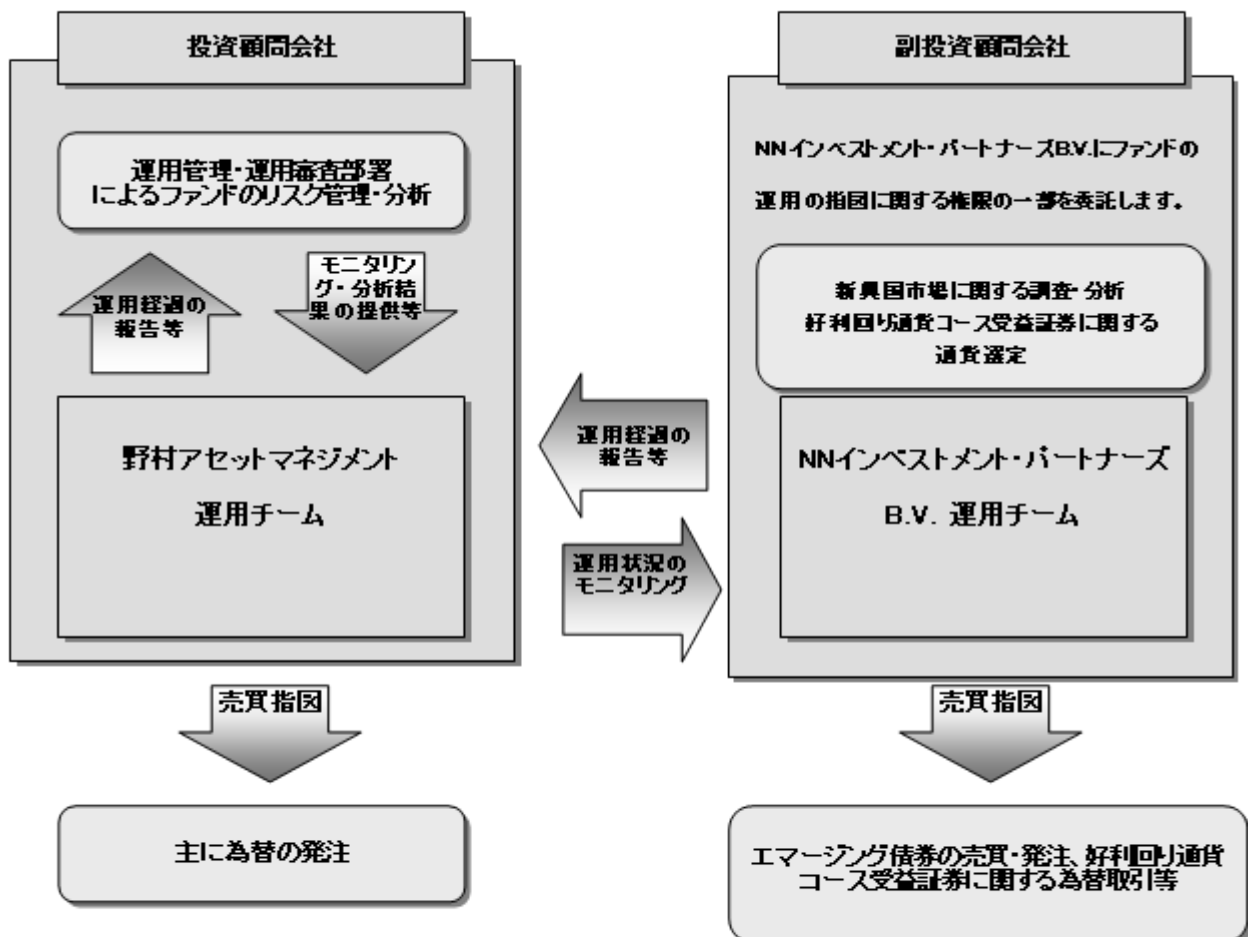 投資顧問会社
運用管理・運用審査部署
によるファンドのリスク管理・分析
運用経過の
報告等
モニタリン
グ・分析結
果の提供等
野村アセットマネジメント
運用チーム
売買指図
主に為替の発注
運用経過の
報告等
運用状況の
モニタリング
副投資顧問会社
NNインベストメント・パートナーズB.V.にファンドの
運用の指図に関する権限の一部を委託します。
新興国市場に関する調査・分析
好利回り通貨コース受益証券に関する
通貨選定
NNインベストメント・パートナーズ
B.V. 運用チーム
売買指図
エマージング債券の売買・発注、好利回り通貨
コース受益証券に関する為替取引等